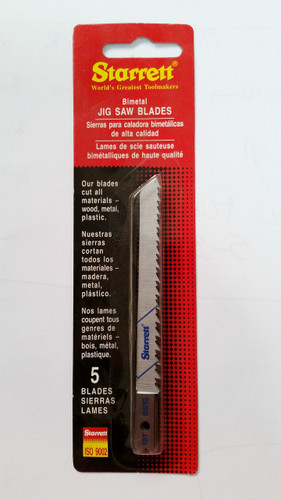 Starrett®
World's Greatest Toolmakers
Bimetal
JIG SAW BLADES
Sierras para caladora bimetálicas
de alta calidad
Lames de scie sauteuse
bimétalliques de haute qualité
Our blades
cut all
materials –
wood, metal,
plastic.
Nuestras
sierras
cortan
todos los
materiales –
madera,
metal,
plástico.
Nos lames
coupent tous
genres de
matériels –
bois, métal,
plastique.
5
BLADES
SIERRAS
LAMES
Starrett
ISO 9002
Starrett